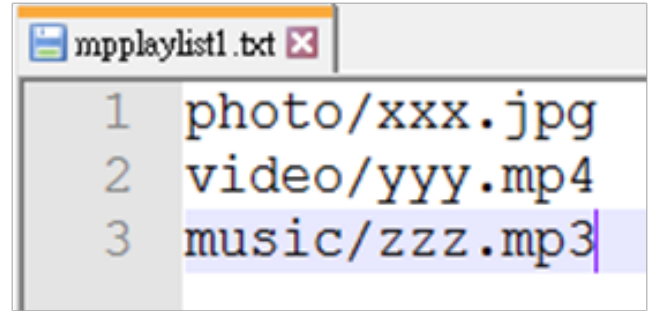 mpplaylist1.txt
1 photo/xxx.jpg
2 video/yyy.mp4
3 music/zzz.mp3